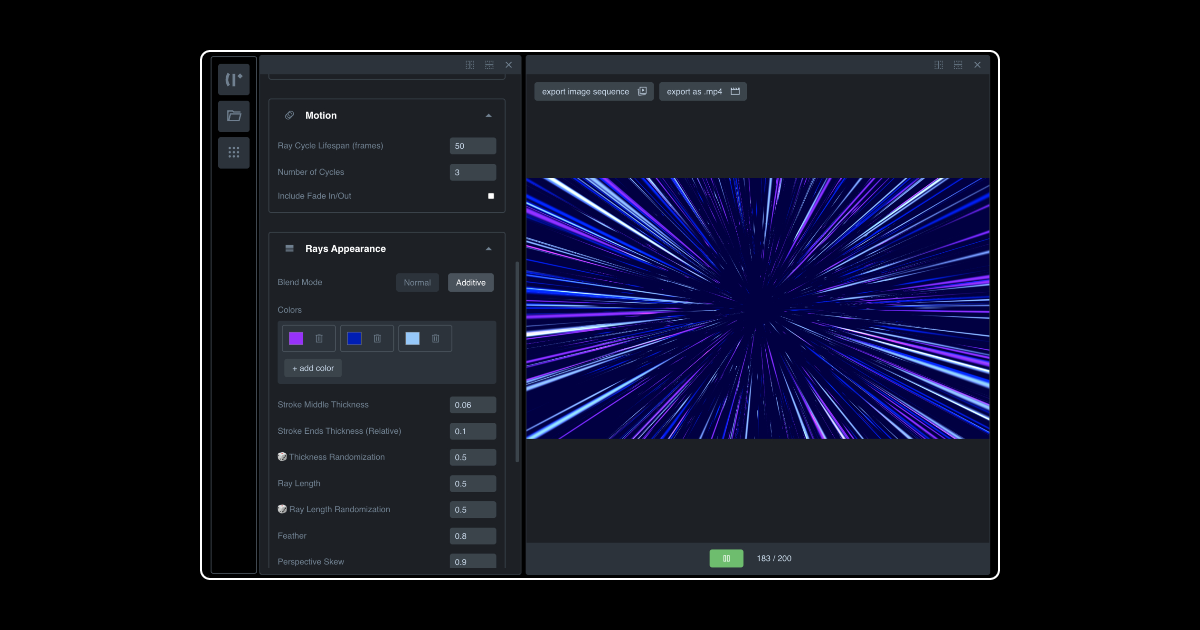 export image sequence
export as .mp4
Motion
Ray Cycle Lifespan (frames)
50
Number of Cycles
3
Include Fade In/Out
Rays Appearance
Blend Mode
Normal
Additive
Colors
+ add color
Stroke Middle Thickness
0.06
Stroke Ends Thickness (Relative)
0.1
Thickness Randomization
0.5
Ray Length
0.5
Ray Length Randomization
0.5
Feather
0.8
Perspective Skew
0.9
183 / 200